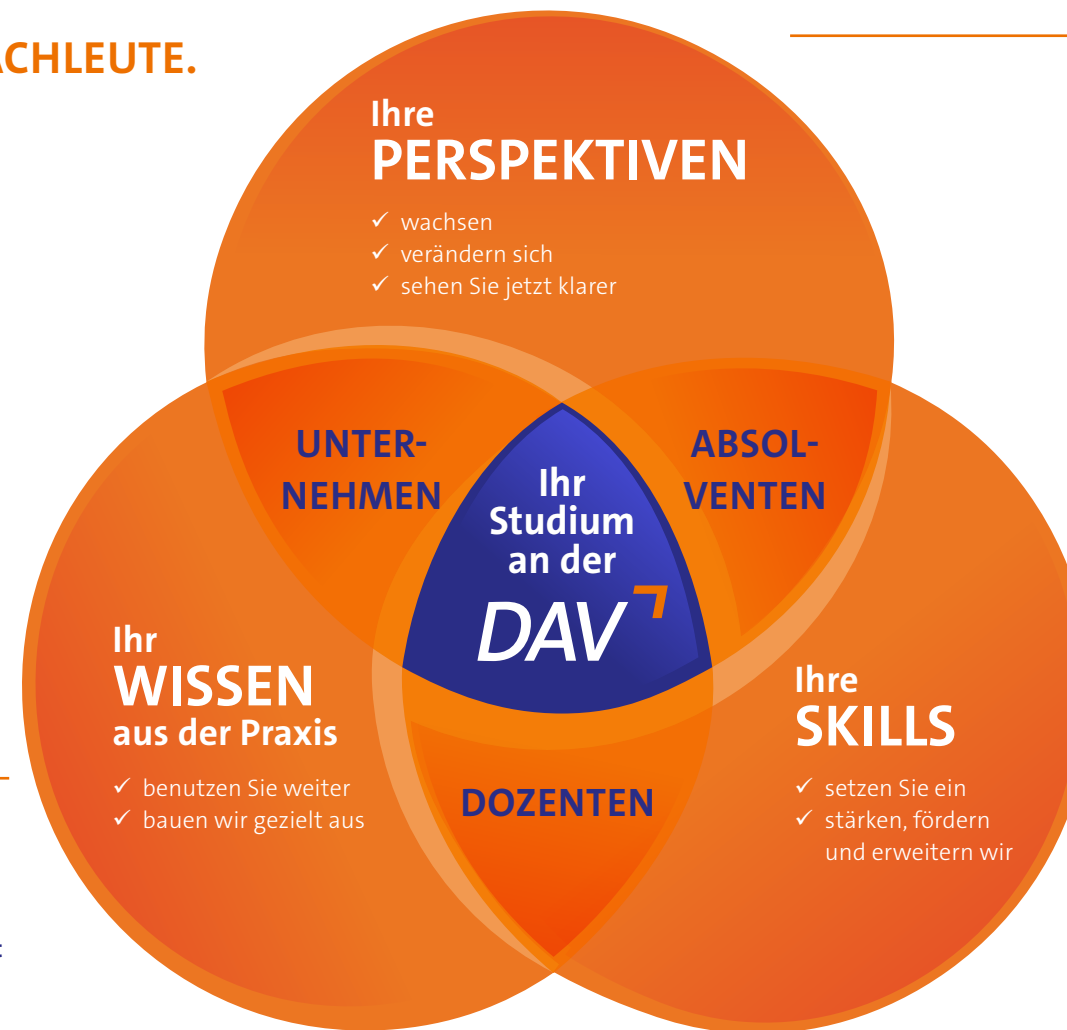 ACHLEUTE.
Ihre
PERSPEKTIVEN
✓ wachsen
✓ verändern sich
✓ sehen Sie jetzt klarer
UNTER-
NEHMEN
ABSOL-
VENTEN
Ihr
Studium
an der
DAV
Ihr
WISSEN
aus der Praxis
✓ benutzen Sie weiter
✓ bauen wir gezielt aus
DOZENTEN
Ihre
SKILLS
✓ setzen Sie ein
✓ stärken, fördern
und erweitern wir